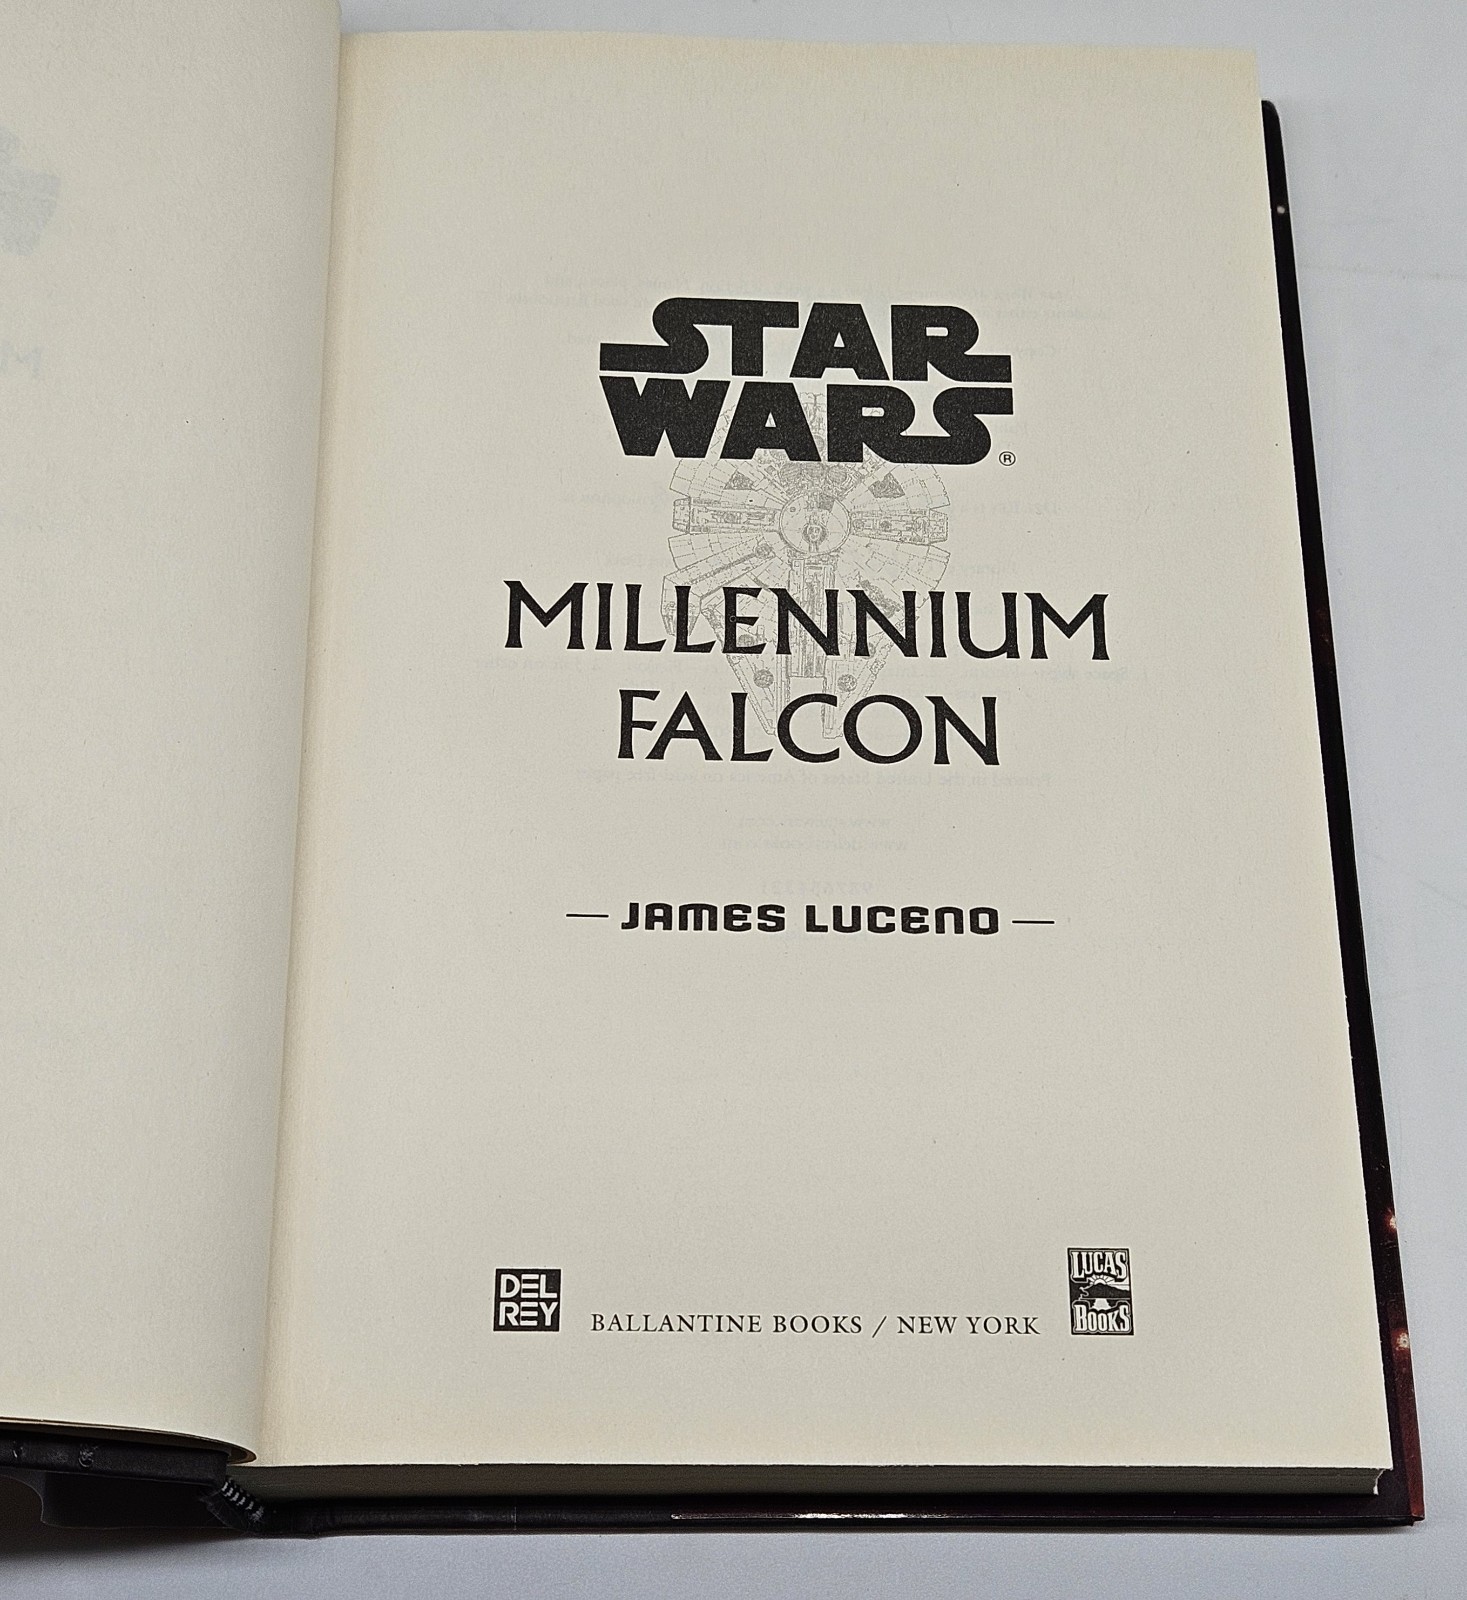 STAR
WARS®
MILLENNIUM
FALCON
— JAMES LUCENO —
DEL
REY
BALLANTINE BOOKS / NEW YORK
LUCAS
BOOKS